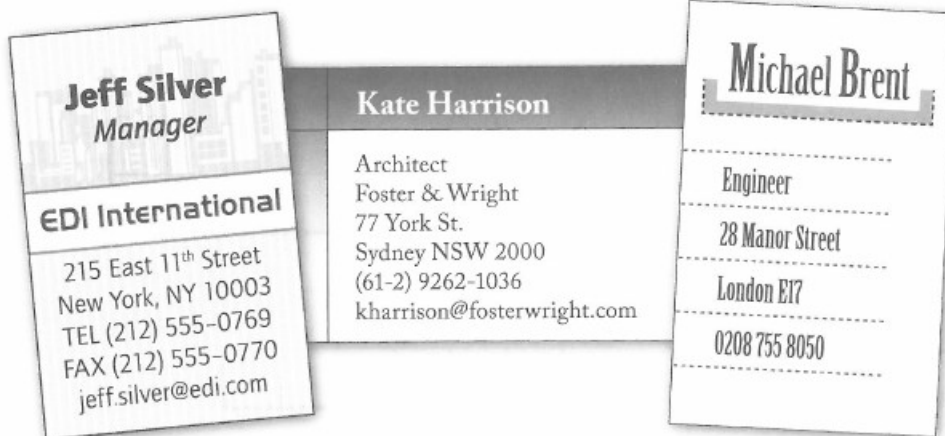 Jeff Silver
Manager
EDI International
215 East 11th Street
New York, NY 10003
TEL (212) 555-0769
FAX (212) 555-0770
jeff.silver@edi.com
Kate Harrison
Architect
Foster & Wright
77 York St.
Sydney NSW 2000
(61-2) 9262-1036
kharrison@fosterwright.com
Michael Brent
Engineer
28 Manor Street
London E17
0208 755 8050